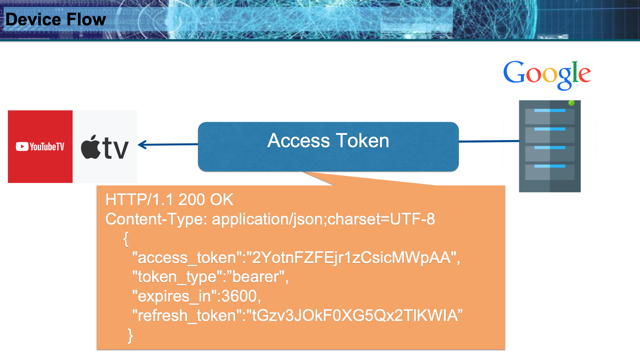 Device Flow
Google
YouTubeTV
tv
Access Token
HTTP/1.1 200 OK
Content-Type: application/json;charset=UTF-8
{
"access_token":"2YotnFZFEjr1zCsicMWpAA",
"token_type":”bearer",
"expires_in":3600,
"refresh_token":"tGzv3JOkF0XG5Qx2TlKWIA”
}